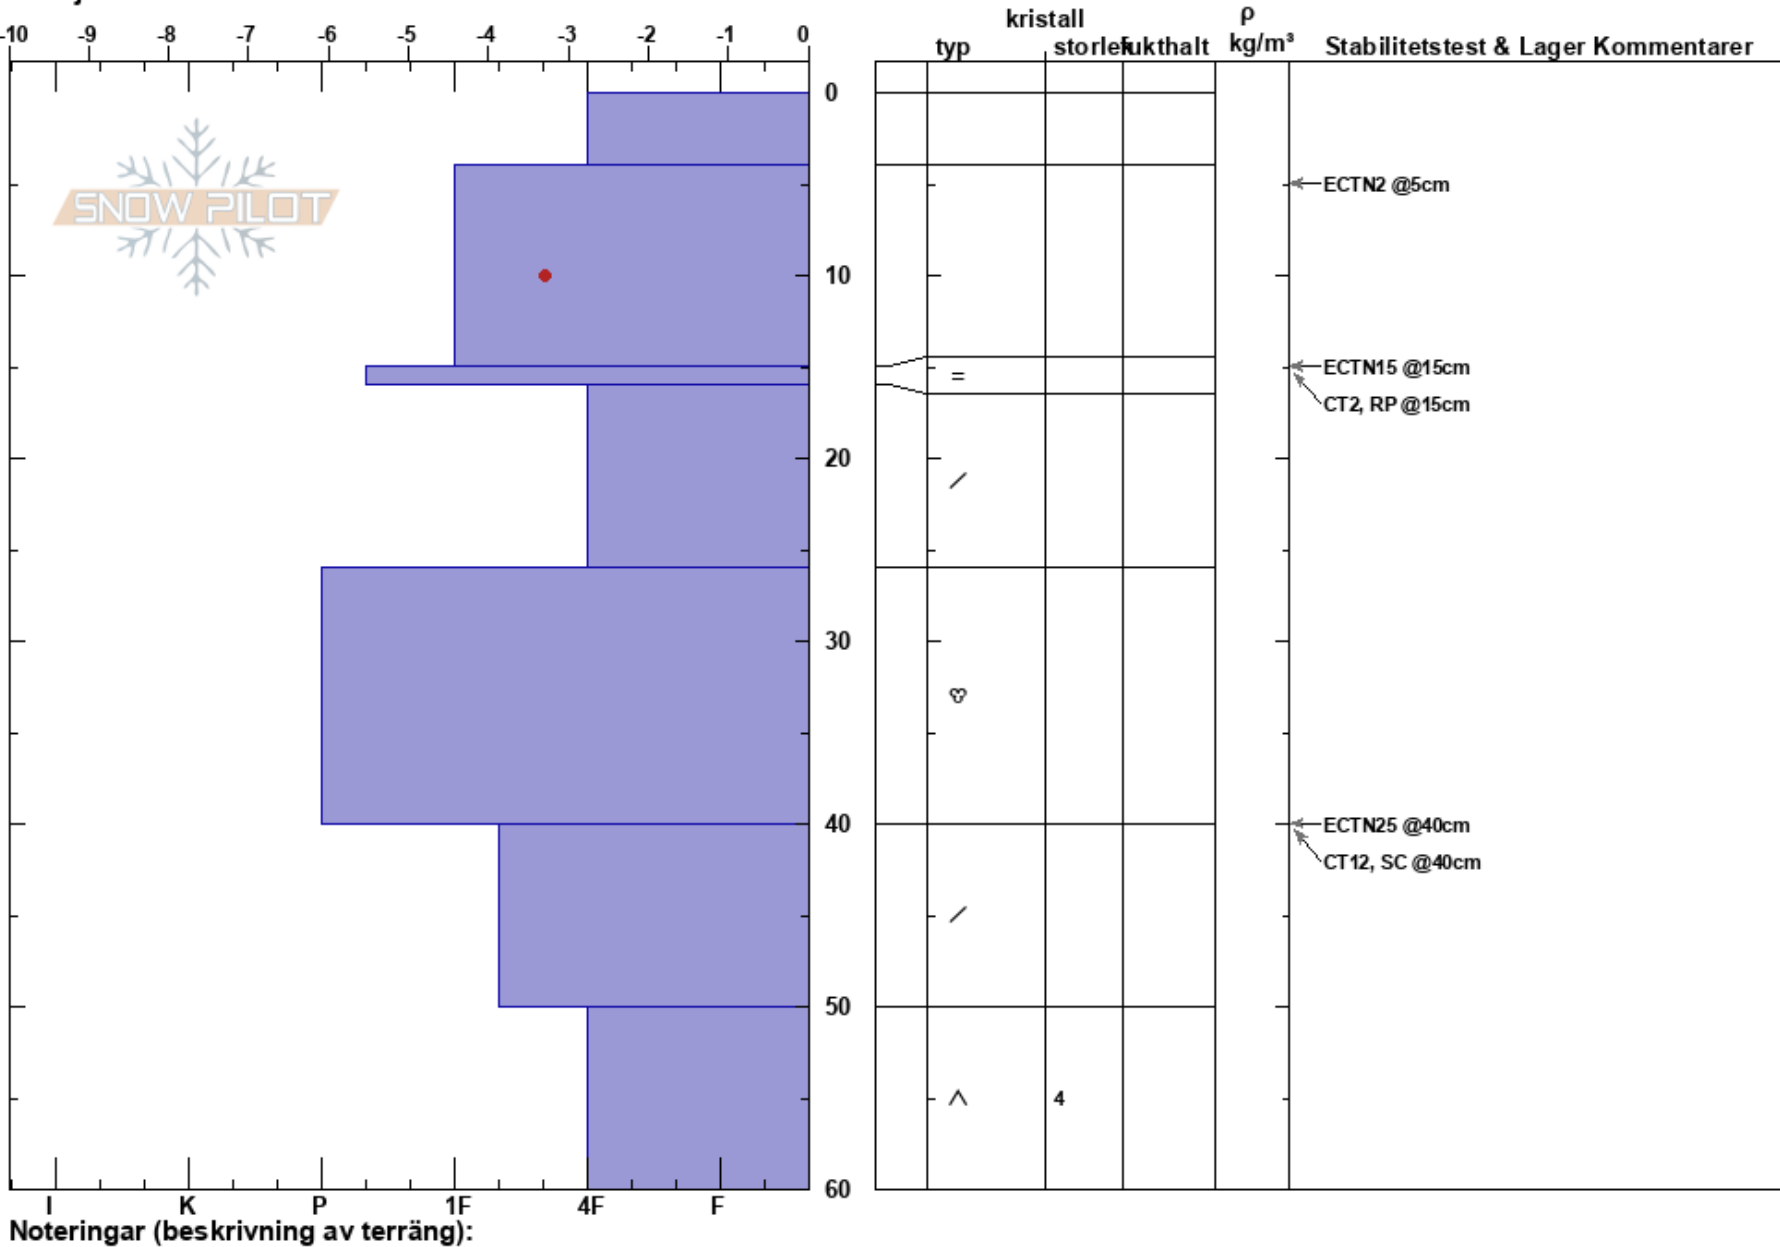 kristall
ρ
-10 -9 -8 -7 -6 -5 -4 -3 -2 -1 0
typ storlek fukthalt kg/m³ Stabilitetstest & Lager Kommentarer
0
SNOW PILOT
ECTN2 @5cm
10
ECTN15 @15cm
=
CT2, RP @15cm
20
30
40
ECTN25 @40cm
CT12, SC @40cm
50
4
60
I K P 1F 4F F
Noteringar (beskrivning av terräng):